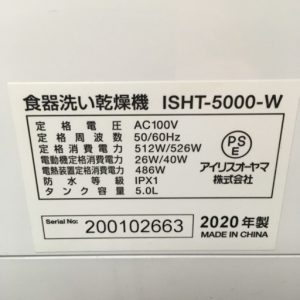 食器洗い乾燥機 ISHT-5000-W
定格電圧 AC100V
定格周波数 50/60Hz
定格消費電力 512W/526W
電動機定格消費電力 26W/40W
電熱装置定格消費電力 486W
防水等級 IPX1
タンク容量 5.0L
PS
E
アイリスオーヤマ
株式会社
Serial No: 200102663
2020年製
MADE IN CHINA